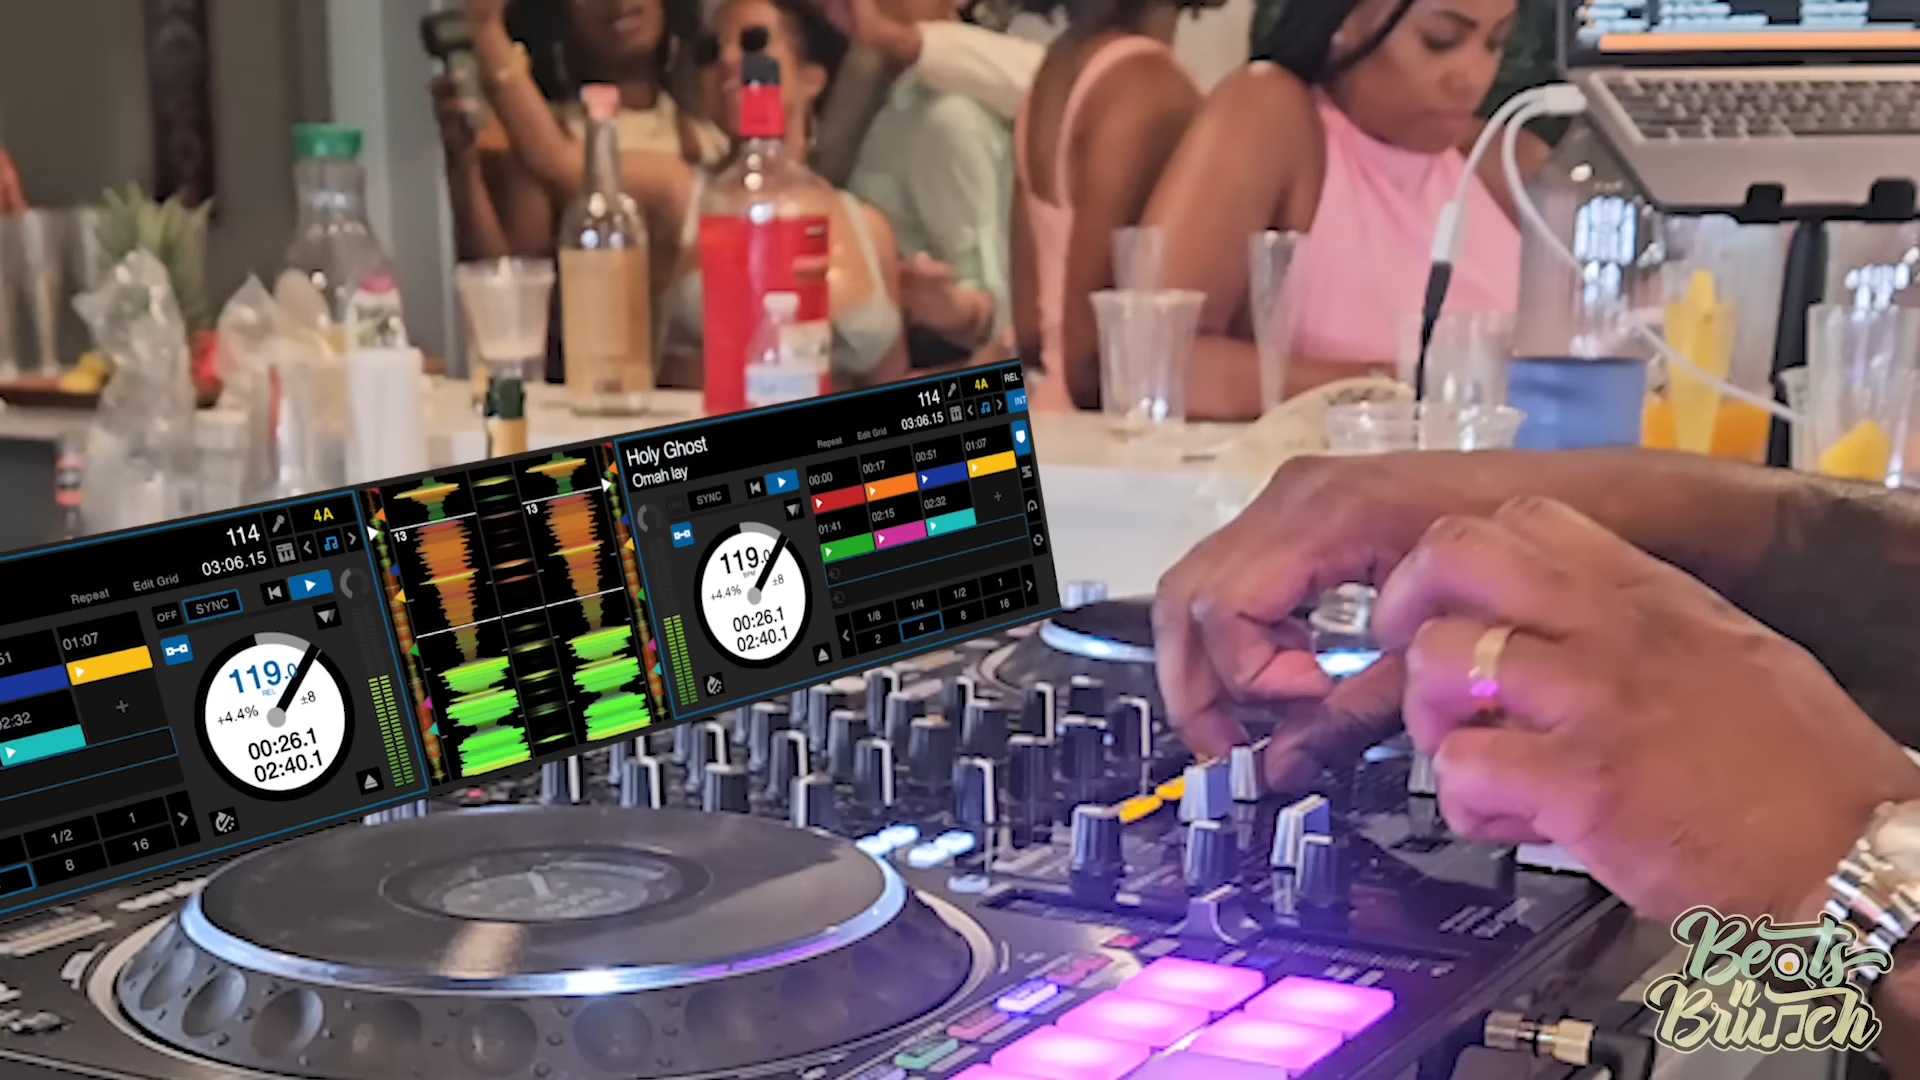 Holy Ghost
Omah lay
114
03:06.15
4A
REL
INT
Repeat
Edit Grid
SYNC
00:00
00:17
00:51
01:07
01:41
02:15
02:32
119.0
BPM
+4.4%
±8
00:26.1
02:40.1
1/8
1/4
1/2
1
2
4
8
16
13
13
114
03:06.15
4A
Repeat
Edit Grid
OFF
SYNC
51
01:07
02:32
119.0
REL
+4.4%
±8
00:26.1
02:40.1
1/2
1
8
16
Beats
n
Brunch